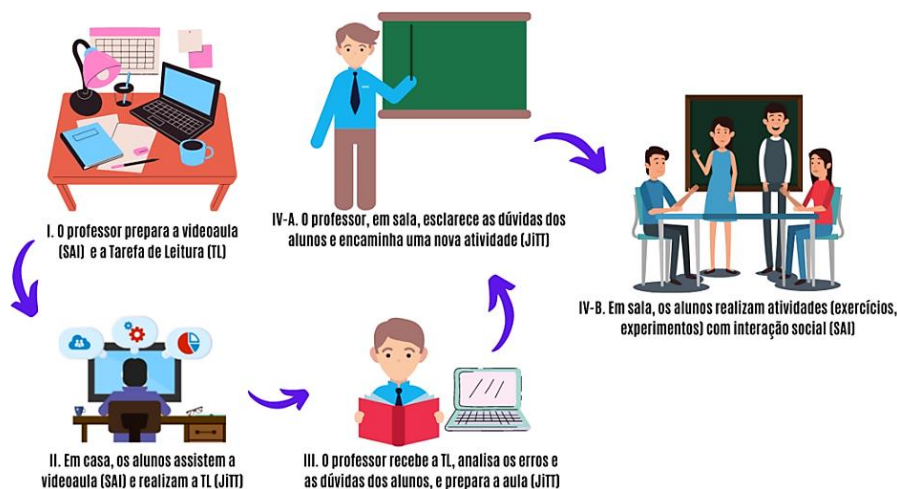 I. O professor prepara a videoaula
(SAI) e a Tarefa de Leitura (TL)
II. Em casa, os alunos assistem a
videoaula (SAI) e realizam a TL (JiTT)
III. O professor recebe a TL, analisa os erros e
as dúvidas dos alunos, e prepara a aula (JiTT)
IV-A. O professor, em sala, esclarece as dúvidas dos
alunos e encaminha uma nova atividade (JiTT)
IV-B. Em sala, os alunos realizam atividades (exercícios,
experimentos) com interação social (SAI)